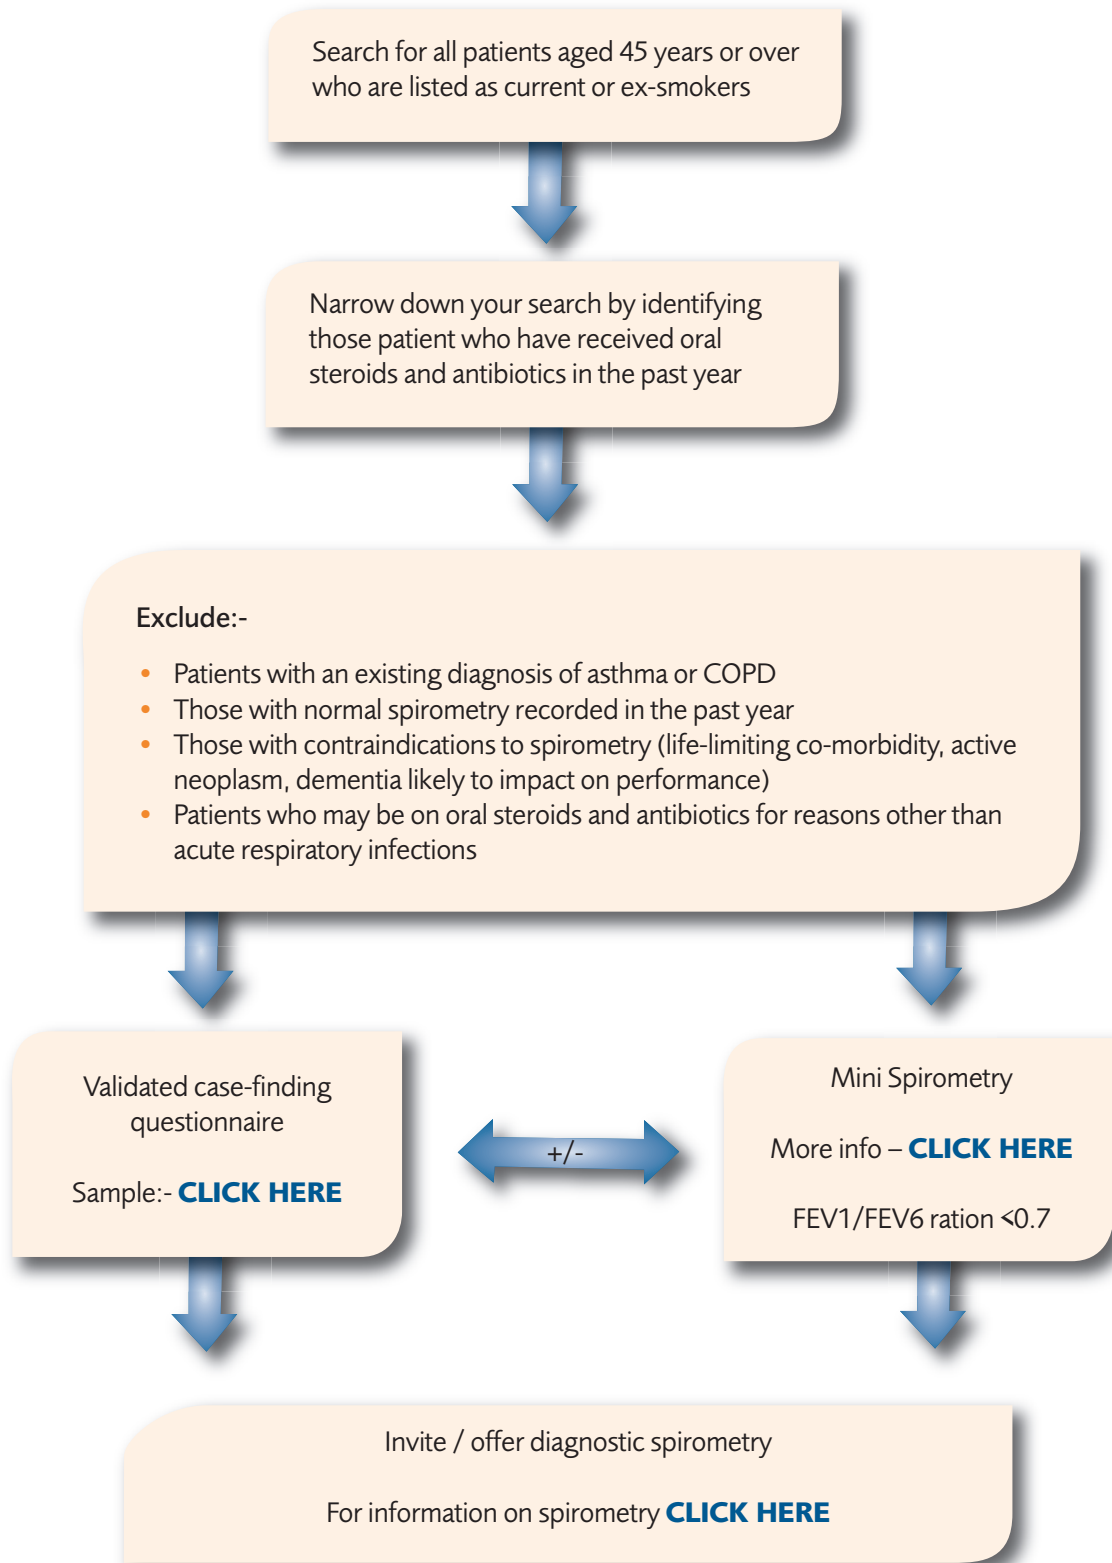 Search for all patients aged 45 years or over
who are listed as current or ex-smokers
Narrow down your search by identifying
those patient who have received oral
steroids and antibiotics in the past year
Exclude:-
• Patients with an existing diagnosis of asthma or COPD
• Those with normal spirometry recorded in the past year
• Those with contraindications to spirometry (life-limiting co-morbidity, active
neoplasm, dementia likely to impact on performance)
• Patients who may be on oral steroids and antibiotics for reasons other than
acute respiratory infections
Validated case-finding
questionnaire
Sample:- CLICK HERE
+/-
Mini Spirometry
More info – CLICK HERE
FEV1/FEV6 ration <0.7
Invite / offer diagnostic spirometry
For information on spirometry CLICK HERE